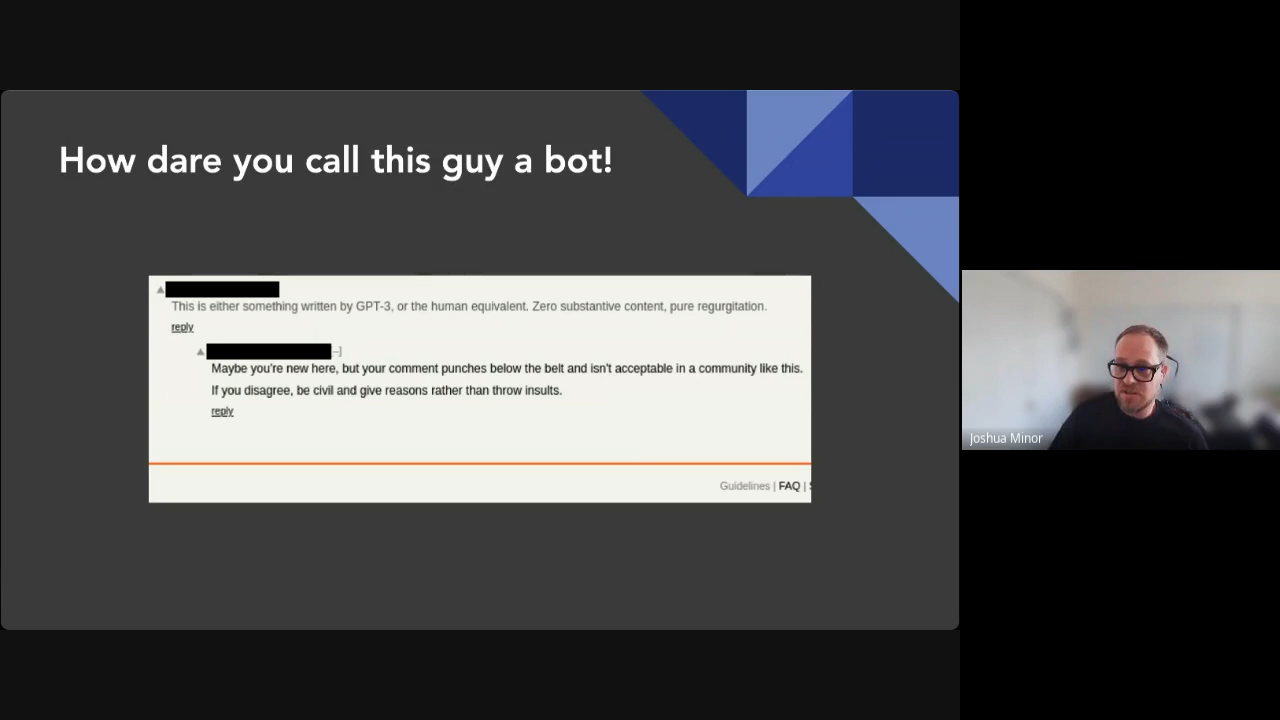 How dare you call this guy a bot!
This is either something written by GPT-3, or the human equivalent. Zero substantive content, pure regurgitation.
reply
–]
Maybe you're new here, but your comment punches below the belt and isn't acceptable in a community like this.
If you disagree, be civil and give reasons rather than throw insults.
reply
Guidelines | FAQ |
Joshua Minor